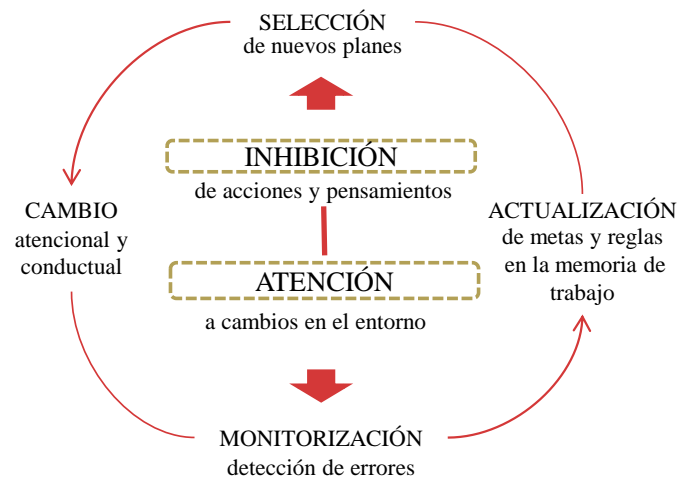 SELECCIÓN
de nuevos planes
INHIBICIÓN
de acciones y pensamientos
CAMBIO
atencional y
conductual
ACTUALIZACIÓN
de metas y reglas
en la memoria de
trabajo
ATENCIÓN
a cambios en el entorno
MONITORIZACIÓN
detección de errores